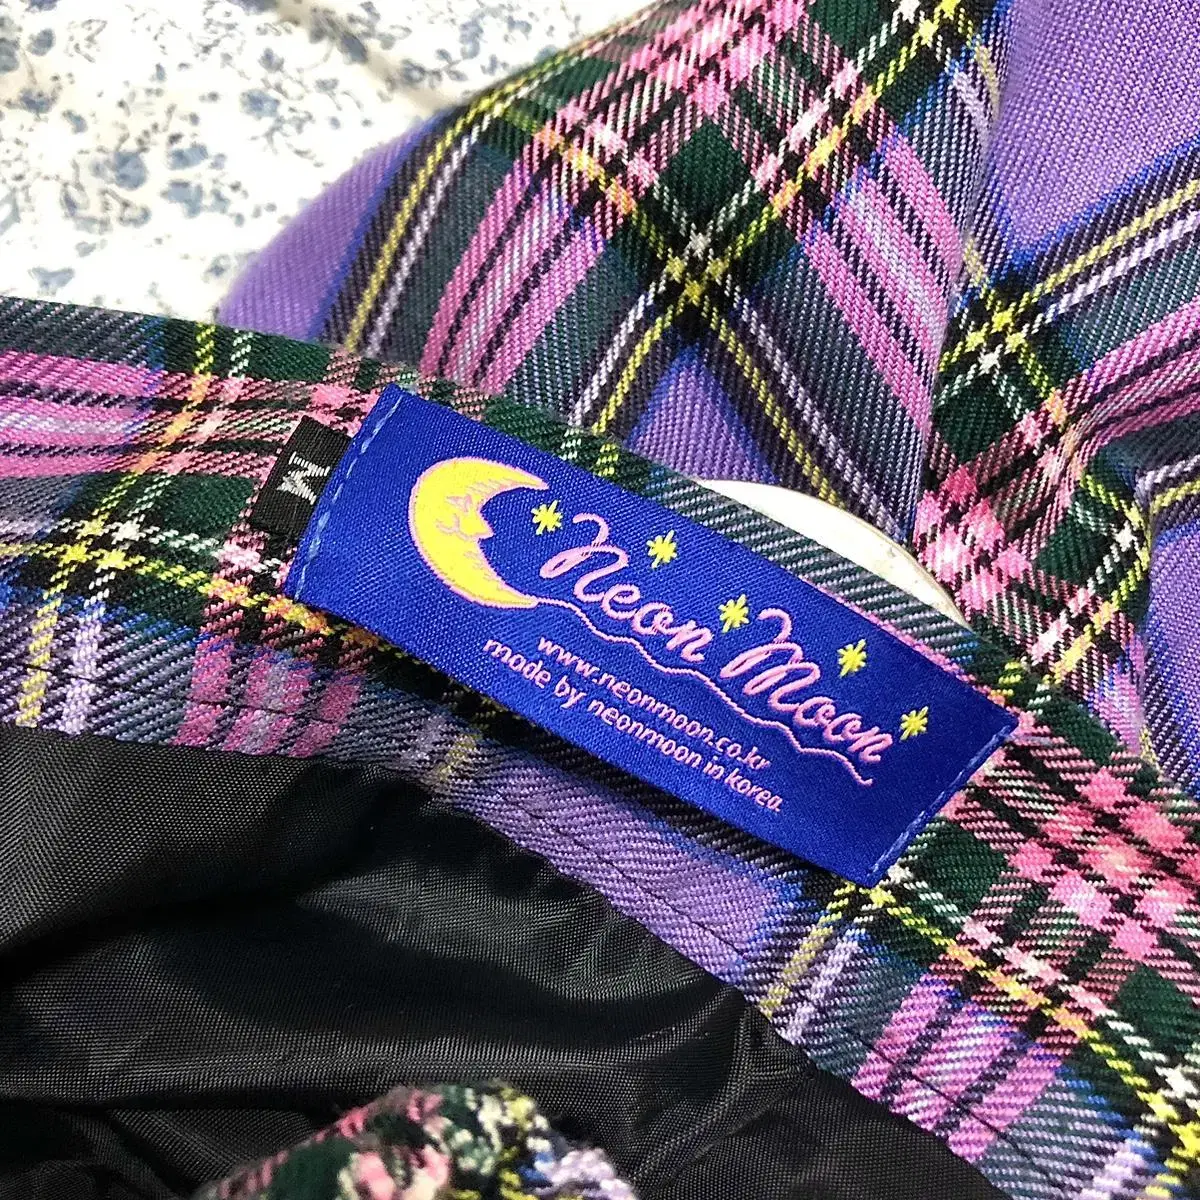 M
Neon Moon
www.neonmoon.co.kr
made by neonmoon in korea